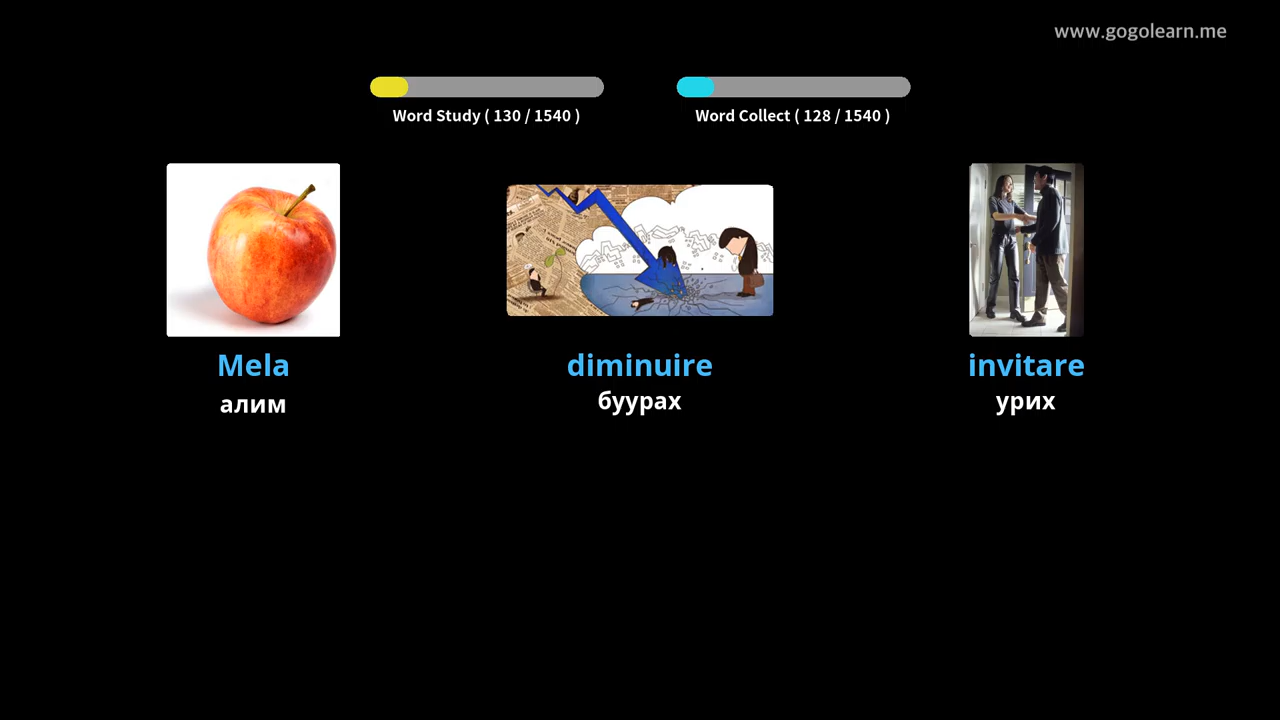 www.gogolearn.me
Word Study ( 130 / 1540 )
Word Collect ( 128 / 1540 )
Mela
алим
diminuire
буурах
invitare
урих